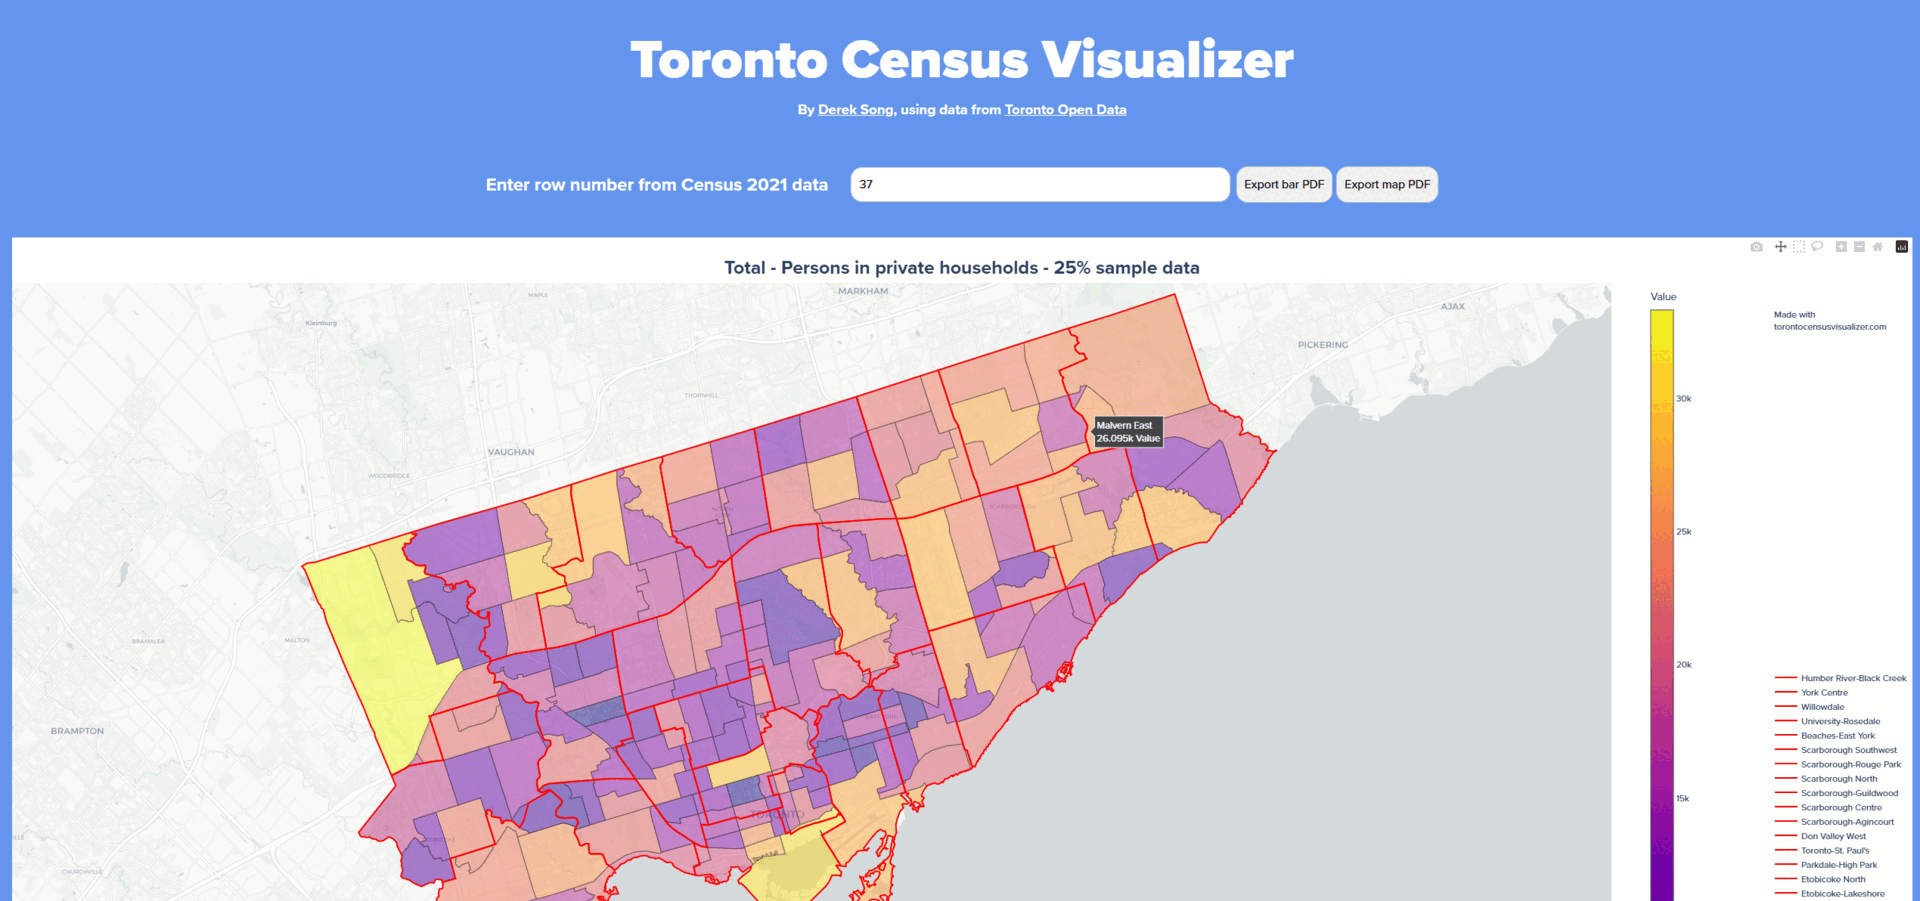 Toronto Census Visualizer
By Derek Song, using data from Toronto Open Data
Enter row number from Census 2021 data
37
Export bar PDF
Export map PDF
Total - Persons in private households - 25% sample data
MAPLE
MARKHAM
AJAX
Kleinburg
PICKERING
THORNHILL
VAUGHAN
WOODBRIDGE
Malvern East
26.095k Value
SCARBOROUGH
MALTON
BRAMALEA
BRAMPTON
EAST YORK
TORONTO
CHURCHVILLE
Value
30k
25k
20k
15k
Made with
torontocensusvisualizer.com
Humber River-Black Creek
York Centre
Willowdale
University-Rosedale
Beaches-East York
Scarborough Southwest
Scarborough-Rouge Park
Scarborough North
Scarborough-Guildwood
Scarborough Centre
Scarborough-Agincourt
Don Valley West
Toronto-St. Paul's
Parkdale-High Park
Etobicoke North
Etobicoke-Lakeshore